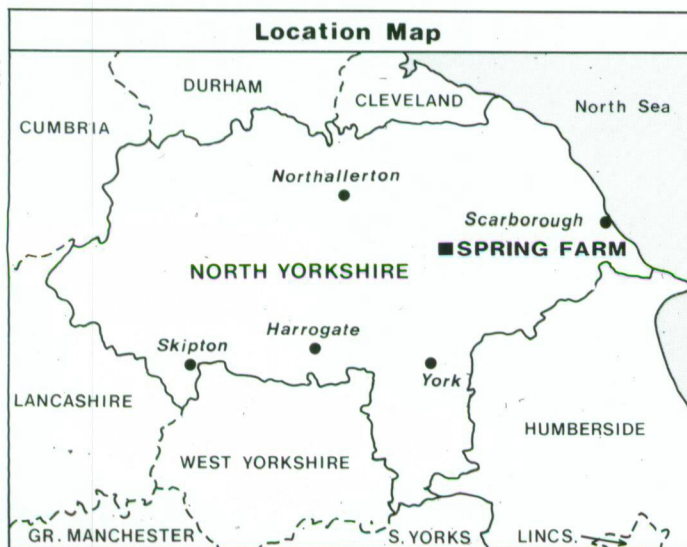 Location Map
DURHAM
CLEVELAND
North Sea
CUMBRIA
Northallerton
Scarborough
SPRING FARM
NORTH YORKSHIRE
Harrogate
Skipton
York
LANCASHIRE
HUMBERSIDE
WEST YORKSHIRE
GR. MANCHESTER
S. YORKS
LINCS.